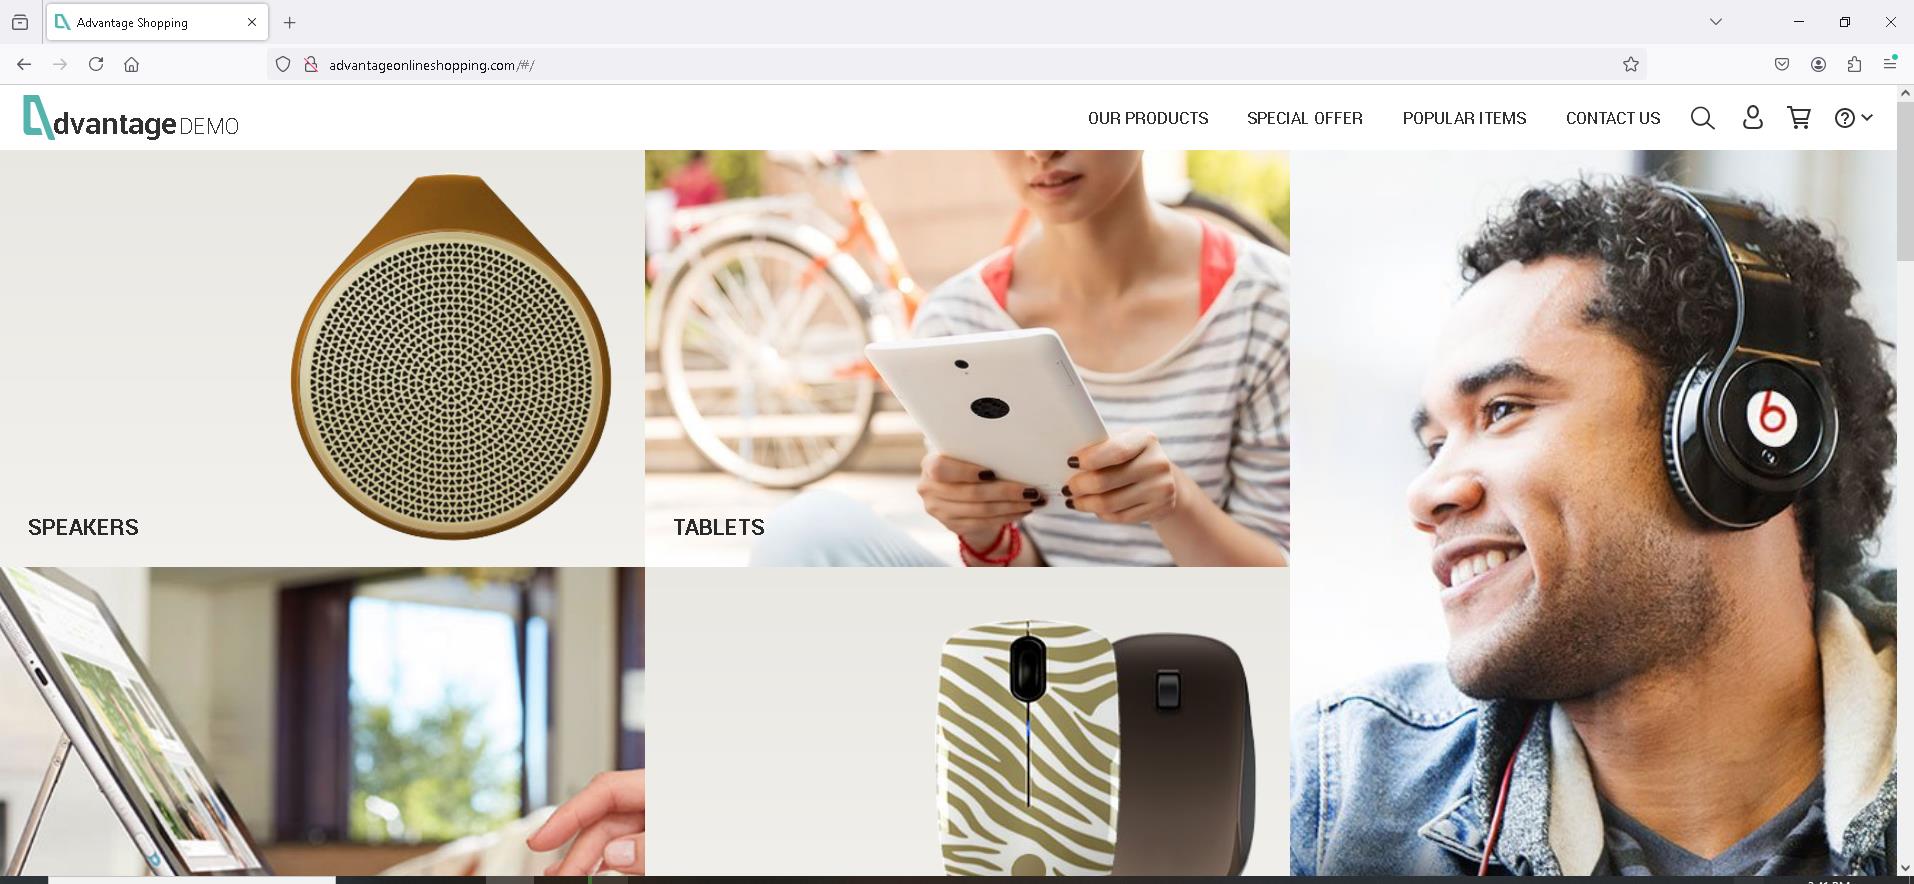 Advantage Shopping
advantageonlineshopping.com/#/
dvantage DEMO
OUR PRODUCTS
SPECIAL OFFER
POPULAR ITEMS
CONTACT US
SPEAKERS
TABLETS
b